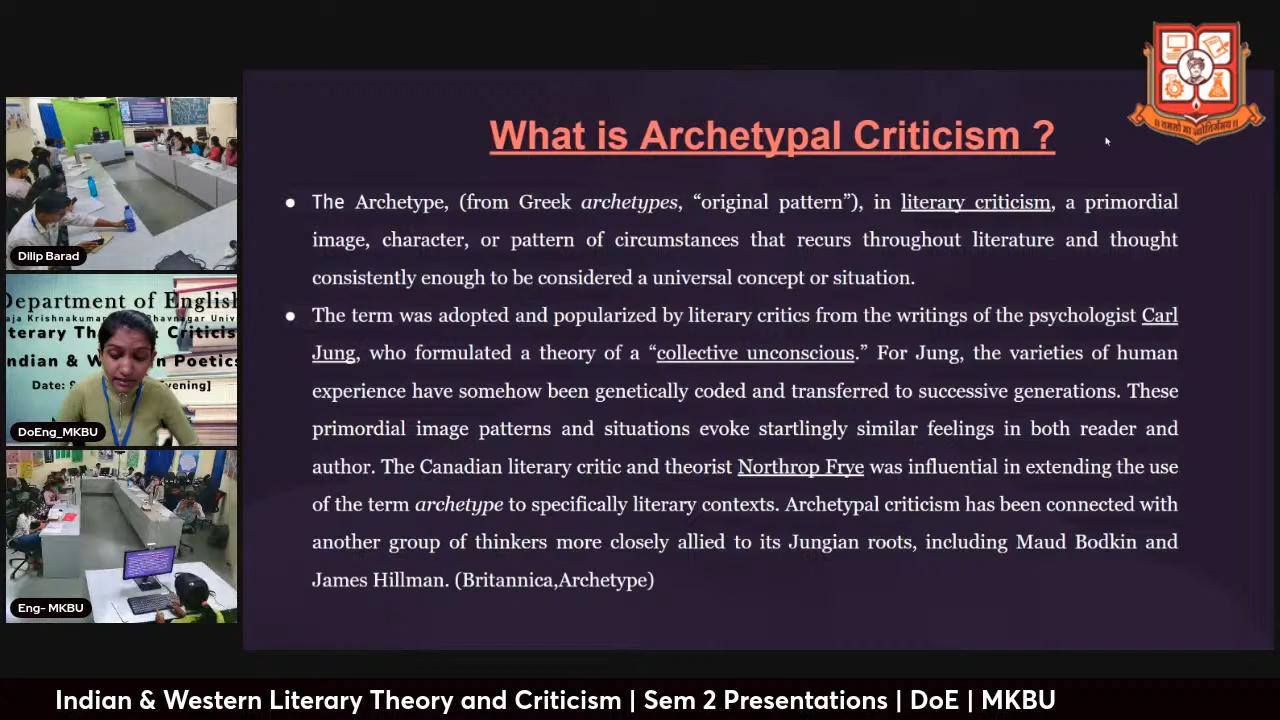 What is Archetypal Criticism ?
● The Archetype, (from Greek archetypes, “original pattern”), in literary criticism, a primordial
image, character, or pattern of circumstances that recurs throughout literature and thought
consistently enough to be considered a universal concept or situation.
● The term was adopted and popularized by literary critics from the writings of the psychologist Carl
Jung, who formulated a theory of a “collective unconscious.” For Jung, the varieties of human
experience have somehow been genetically coded and transferred to successive generations. These
primordial image patterns and situations evoke startlingly similar feelings in both reader and
author. The Canadian literary critic and theorist Northrop Frye was influential in extending the use
of the term archetype to specifically literary contexts. Archetypal criticism has been connected with
another group of thinkers more closely allied to its Jungian roots, including Maud Bodkin and
James Hillman. (Britannica,Archetype)
Dilip Barad
Department of English
Krishnakumar Bhavnagar
Criticis
Indian & Western Poetics
Date:
DoEng_MKBU
Eng- MKBU
Indian & Western Literary Theory and Criticism | Sem 2 Presentations | DoE | MKBU